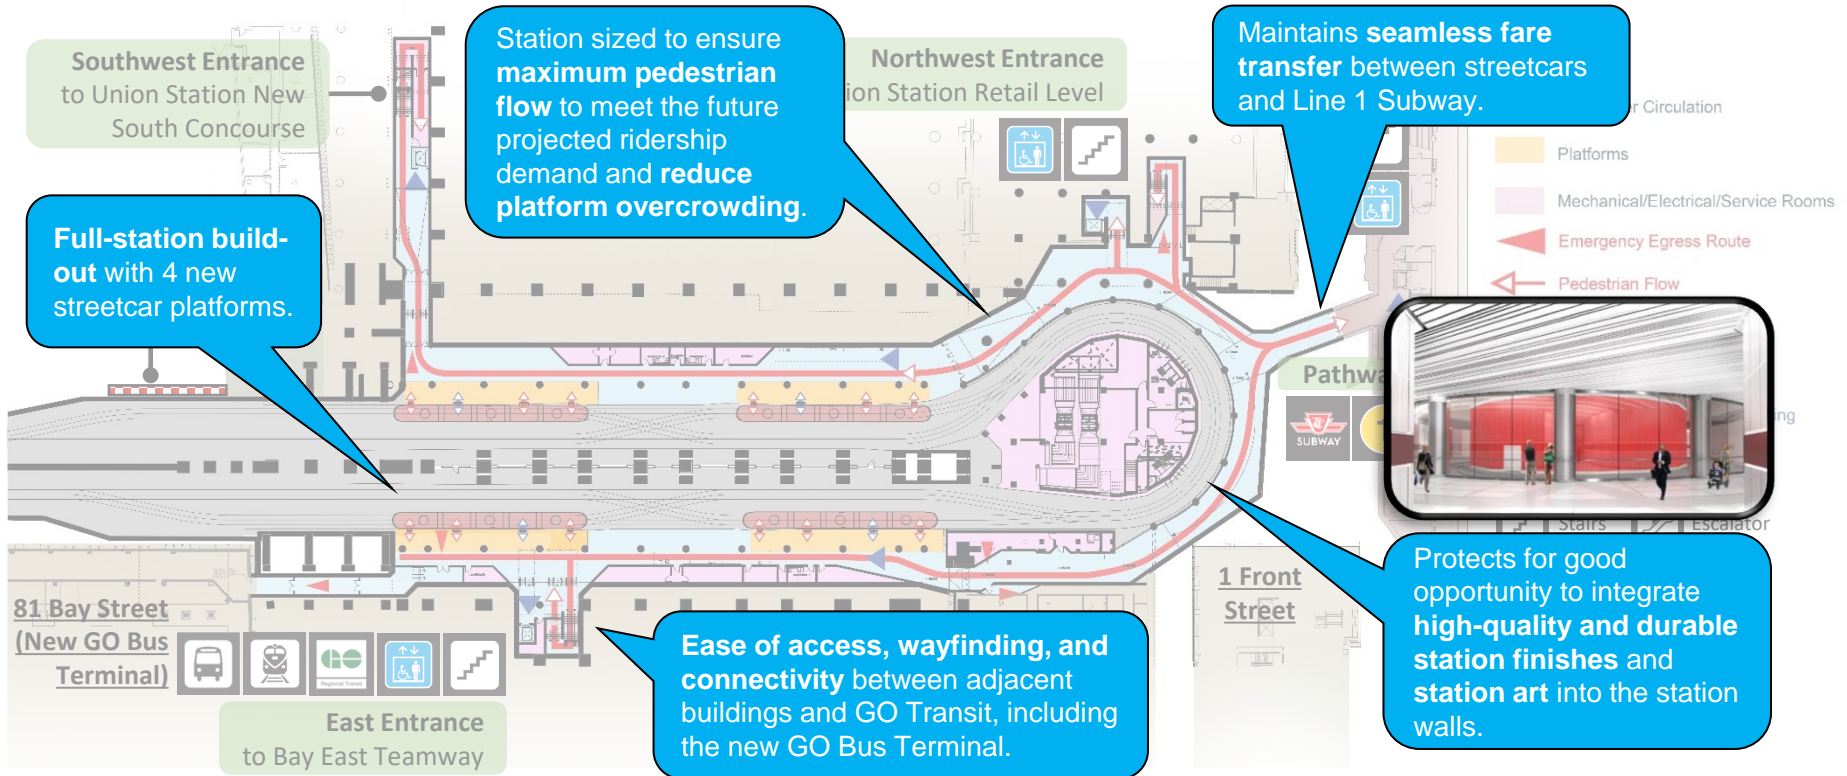 Southwest Entrance
to Union Station New
South Concourse
Station sized to ensure
maximum pedestrian
flow to meet the future
projected ridership
demand and reduce
platform overcrowding.
Northwest Entrance
ion Station Retail Level
Maintains seamless fare
transfer between streetcars
and Line 1 Subway.
Circulation
Platforms
Mechanical/Electrical/Service Rooms
Emergency Egress Route
Pedestrian Flow
Full-station build-
out with 4 new
streetcar platforms.
Pathwa
SUBWAY
ng
Stairs
Escalator
81 Bay Street
(New GO Bus
Terminal)
GO
Regional Transit
East Entrance
to Bay East Teamway
Ease of access, wayfinding, and
connectivity between adjacent
buildings and GO Transit, including
the new GO Bus Terminal.
1 Front
Street
Protects for good
opportunity to integrate
high-quality and durable
station finishes and
station art into the station
walls.